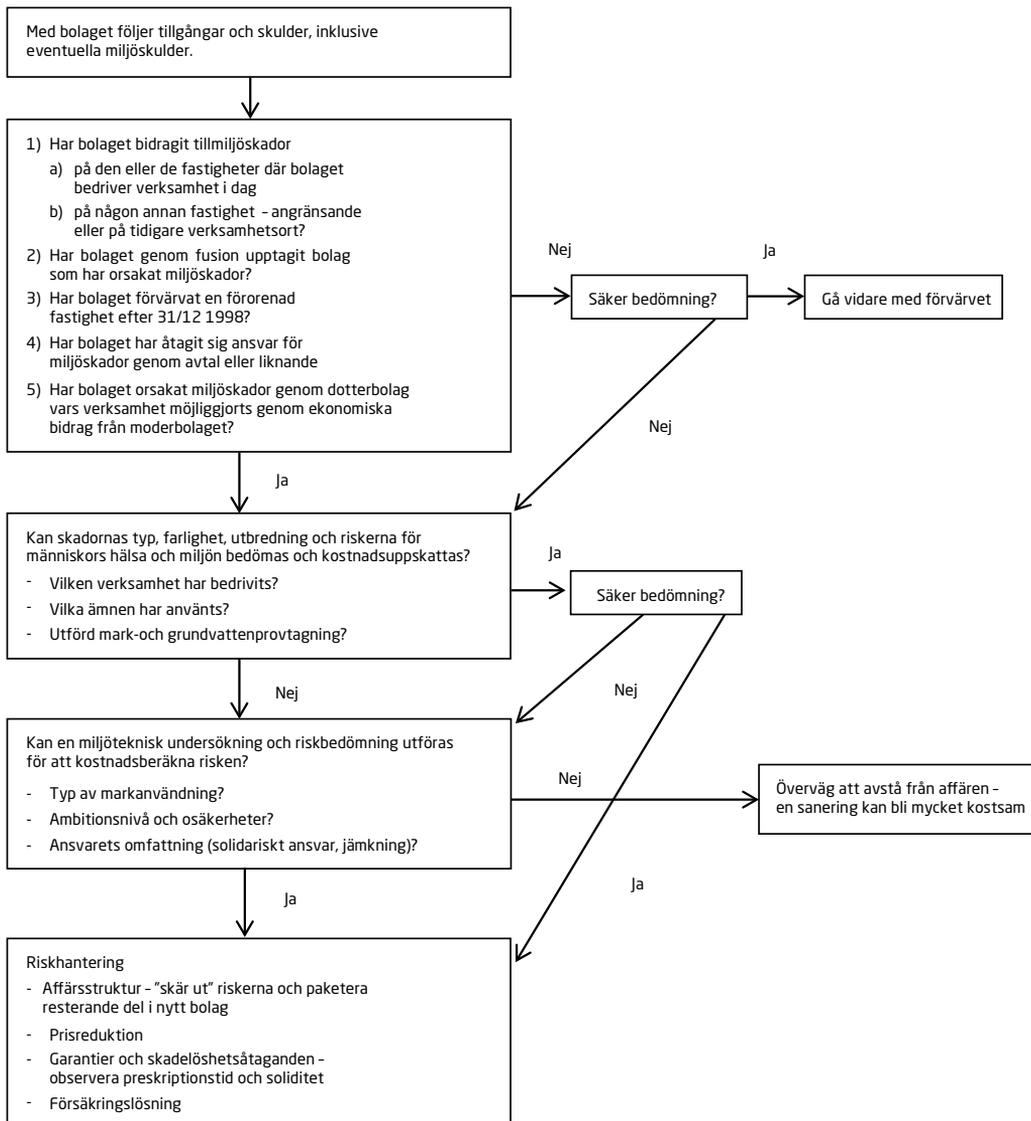 Med bolaget följer tillgångar och skulder, inklusive
eventuella miljöskulder.
1) Har bolaget bidragit tillmiljöskador
a) på den eller de fastigheter där bolaget
bedriver verksamhet i dag
b) på någon annan fastighet – angränsande
eller på tidigare verksamhetsort?
2) Har bolaget genom fusion upptagit bolag
som har orsakat miljöskador?
3) Har bolaget förvärvat en förorenad
fastighet efter 31/12 1998?
4) Har bolaget har åtagit sig ansvar för
miljöskador genom avtal eller liknande
5) Har bolaget orsakat miljöskador genom dotterbolag
vars verksamhet möjliggjorts genom ekonomiska
bidrag från moderbolaget?
Nej
Säker bedömning?
Ja
Gå vidare med förvärvet
Nej
Ja
Kan skadornas typ, farlighet, utbredning och riskerna för
människors hälsa och miljön bedömas och kostnadsuppskattas?
- Vilken verksamhet har bedrivits?
- Vilka ämnen har använts?
- Utförd mark-och grundvattenprovtagning?
Ja
Säker bedömning?
Nej
Nej
Kan en miljöteknisk undersökning och riskbedömning utföras
för att kostnadsberäkna risken?
- Typ av markanvändning?
- Ambitionsnivå och osäkerheter?
- Ansvarets omfattning (solidariskt ansvar, jämkning)?
Nej
Överväg att avstå från affären –
en sanering kan bli mycket kostsam
Ja
Ja
Riskhantering
- Affärsstruktur – "skär ut" riskerna och paketera
resterande del i nytt bolag
- Prisreduktion
- Garantier och skadelöshetsåtaganden –
observera preskriptionstid och soliditet
- Försäkringslösning